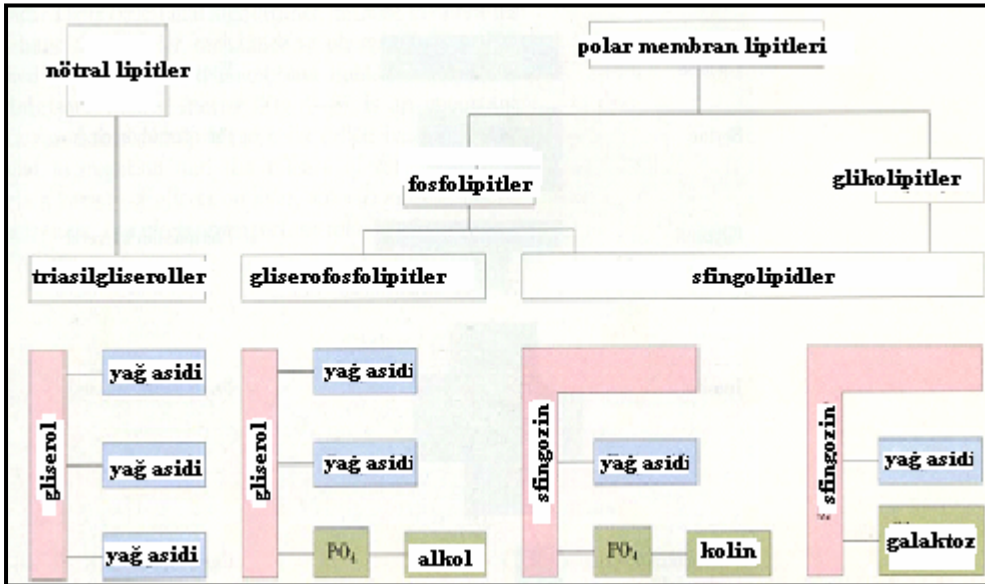 nötral lipitler
polar membran lipitleri
fosfolipitler
glikolipitler
triasilgliseroller
gliserofosfolipitler
sfingolipidler
gliserol
yağ asidi
yağ asidi
yağ asidi
gliserol
yağ asidi
yağ asidi
PO4
alkol
sfingozin
yağ asidi
PO4
kolin
sfingozin
yağ asidi
galaktoz